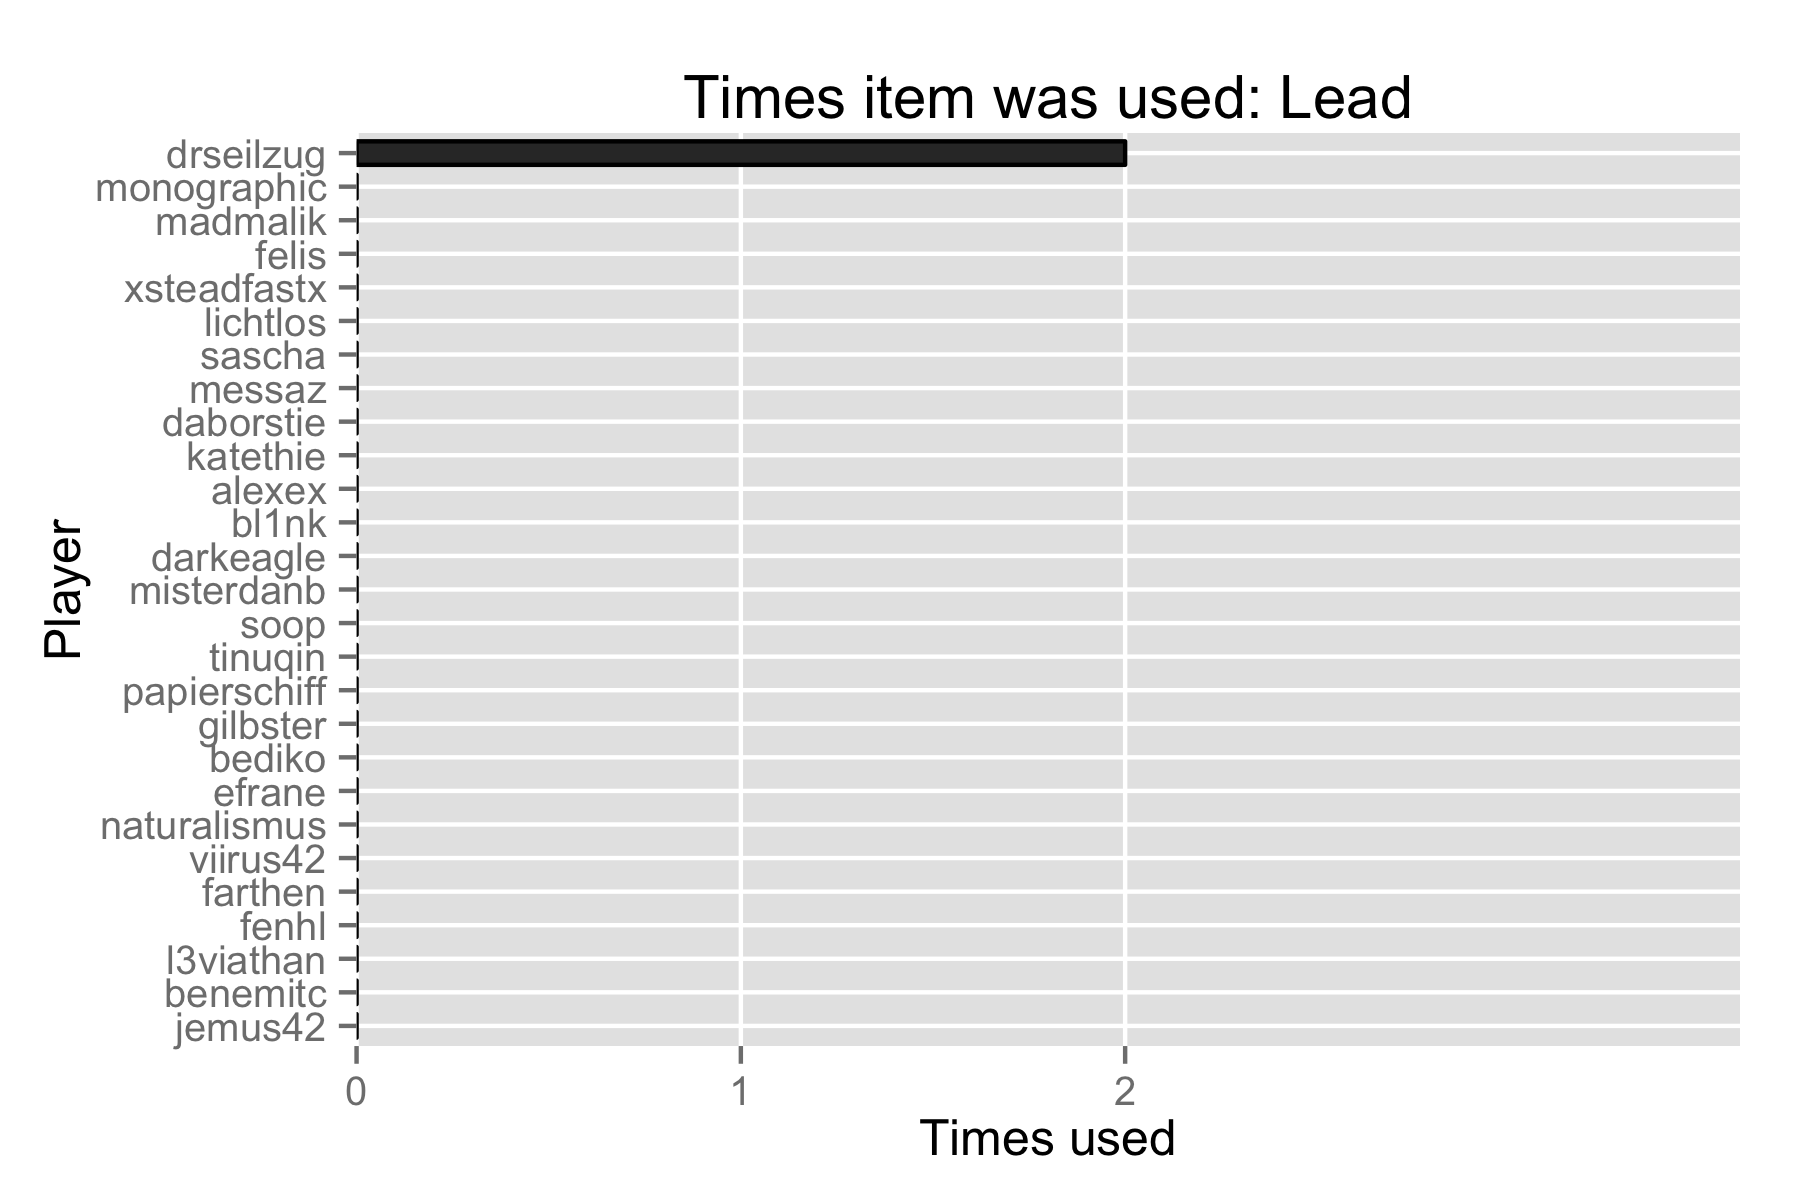 Times item was used: Lead
drseilzug
monographic
madmalik
felis
xsteadfastx
lichtlos
sascha
messaz
daborstie
katethie
alexex
bl1nk
darkeagle
misterdanb
soop
tinuqin
papierschiff
gilbster
bediko
efrane
naturalismus
viirus42
farthen
fenhl
l3viathan
benemitc
jemus42
Player
0 1 2
Times used